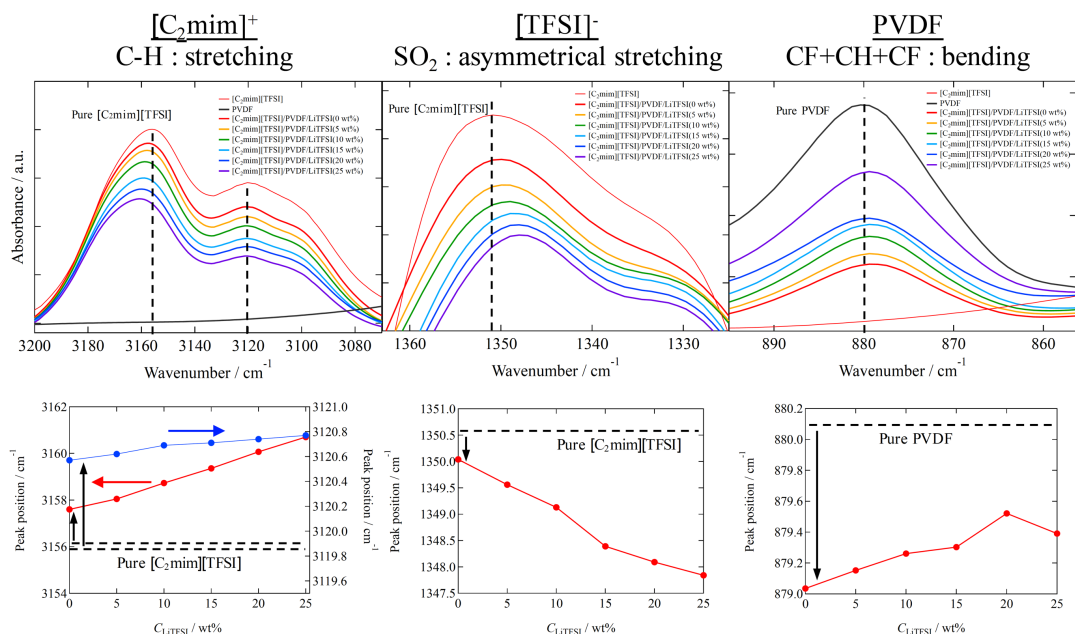 [C₂mim]⁺
C-H : stretching
[TFSI]⁻
SO₂ : asymmetrical stretching
PVDF
CF+CH+CF : bending
Absorbance / a.u.
Pure [C₂mim][TFSI]
[C₂mim][TFSI]
PVDF
[C₂mim][TFSI]/PVDF/LiTFSI(0 wt%)
[C₂mim][TFSI]/PVDF/LiTFSI(5 wt%)
[C₂mim][TFSI]/PVDF/LiTFSI(10 wt%)
[C₂mim][TFSI]/PVDF/LiTFSI(15 wt%)
[C₂mim][TFSI]/PVDF/LiTFSI(20 wt%)
[C₂mim][TFSI]/PVDF/LiTFSI(25 wt%)
3200 3180 3160 3140 3120 3100 3080
Wavenumber / cm⁻¹
Pure [C₂mim][TFSI]
[C₂mim][TFSI]
[C₂mim][TFSI]/PVDF/LiTFSI(0 wt%)
[C₂mim][TFSI]/PVDF/LiTFSI(5 wt%)
[C₂mim][TFSI]/PVDF/LiTFSI(10 wt%)
[C₂mim][TFSI]/PVDF/LiTFSI(15 wt%)
[C₂mim][TFSI]/PVDF/LiTFSI(20 wt%)
[C₂mim][TFSI]/PVDF/LiTFSI(25 wt%)
1360 1350 1340 1330
Wavenumber / cm⁻¹
Pure PVDF
[C₂mim][TFSI]
PVDF
[C₂mim][TFSI]/PVDF/LiTFSI(0 wt%)
[C₂mim][TFSI]/PVDF/LiTFSI(5 wt%)
[C₂mim][TFSI]/PVDF/LiTFSI(10 wt%)
[C₂mim][TFSI]/PVDF/LiTFSI(15 wt%)
[C₂mim][TFSI]/PVDF/LiTFSI(20 wt%)
[C₂mim][TFSI]/PVDF/LiTFSI(25 wt%)
890 880 870 860
Wavenumber / cm⁻¹
Peak position / cm⁻¹
3162
3160
3158
3156
3154
Pure [C₂mim][TFSI]
3121.0
3120.8
3120.6
3120.4
3120.2
3120.0
3119.8
3119.6
Peak position / cm⁻¹
0 5 10 15 20 25
C_LiTFSI / wt%
Peak position / cm⁻¹
1351.0
1350.5
1350.0
1349.5
1349.0
1348.5
1348.0
1347.5
Pure [C₂mim][TFSI]
0 5 10 15 20 25
C_LiTFSI / wt%
Peak position / cm⁻¹
880.2
880.0
879.8
879.6
879.4
879.2
879.0
Pure PVDF
0 5 10 15 20 25
C_LiTFSI / wt%